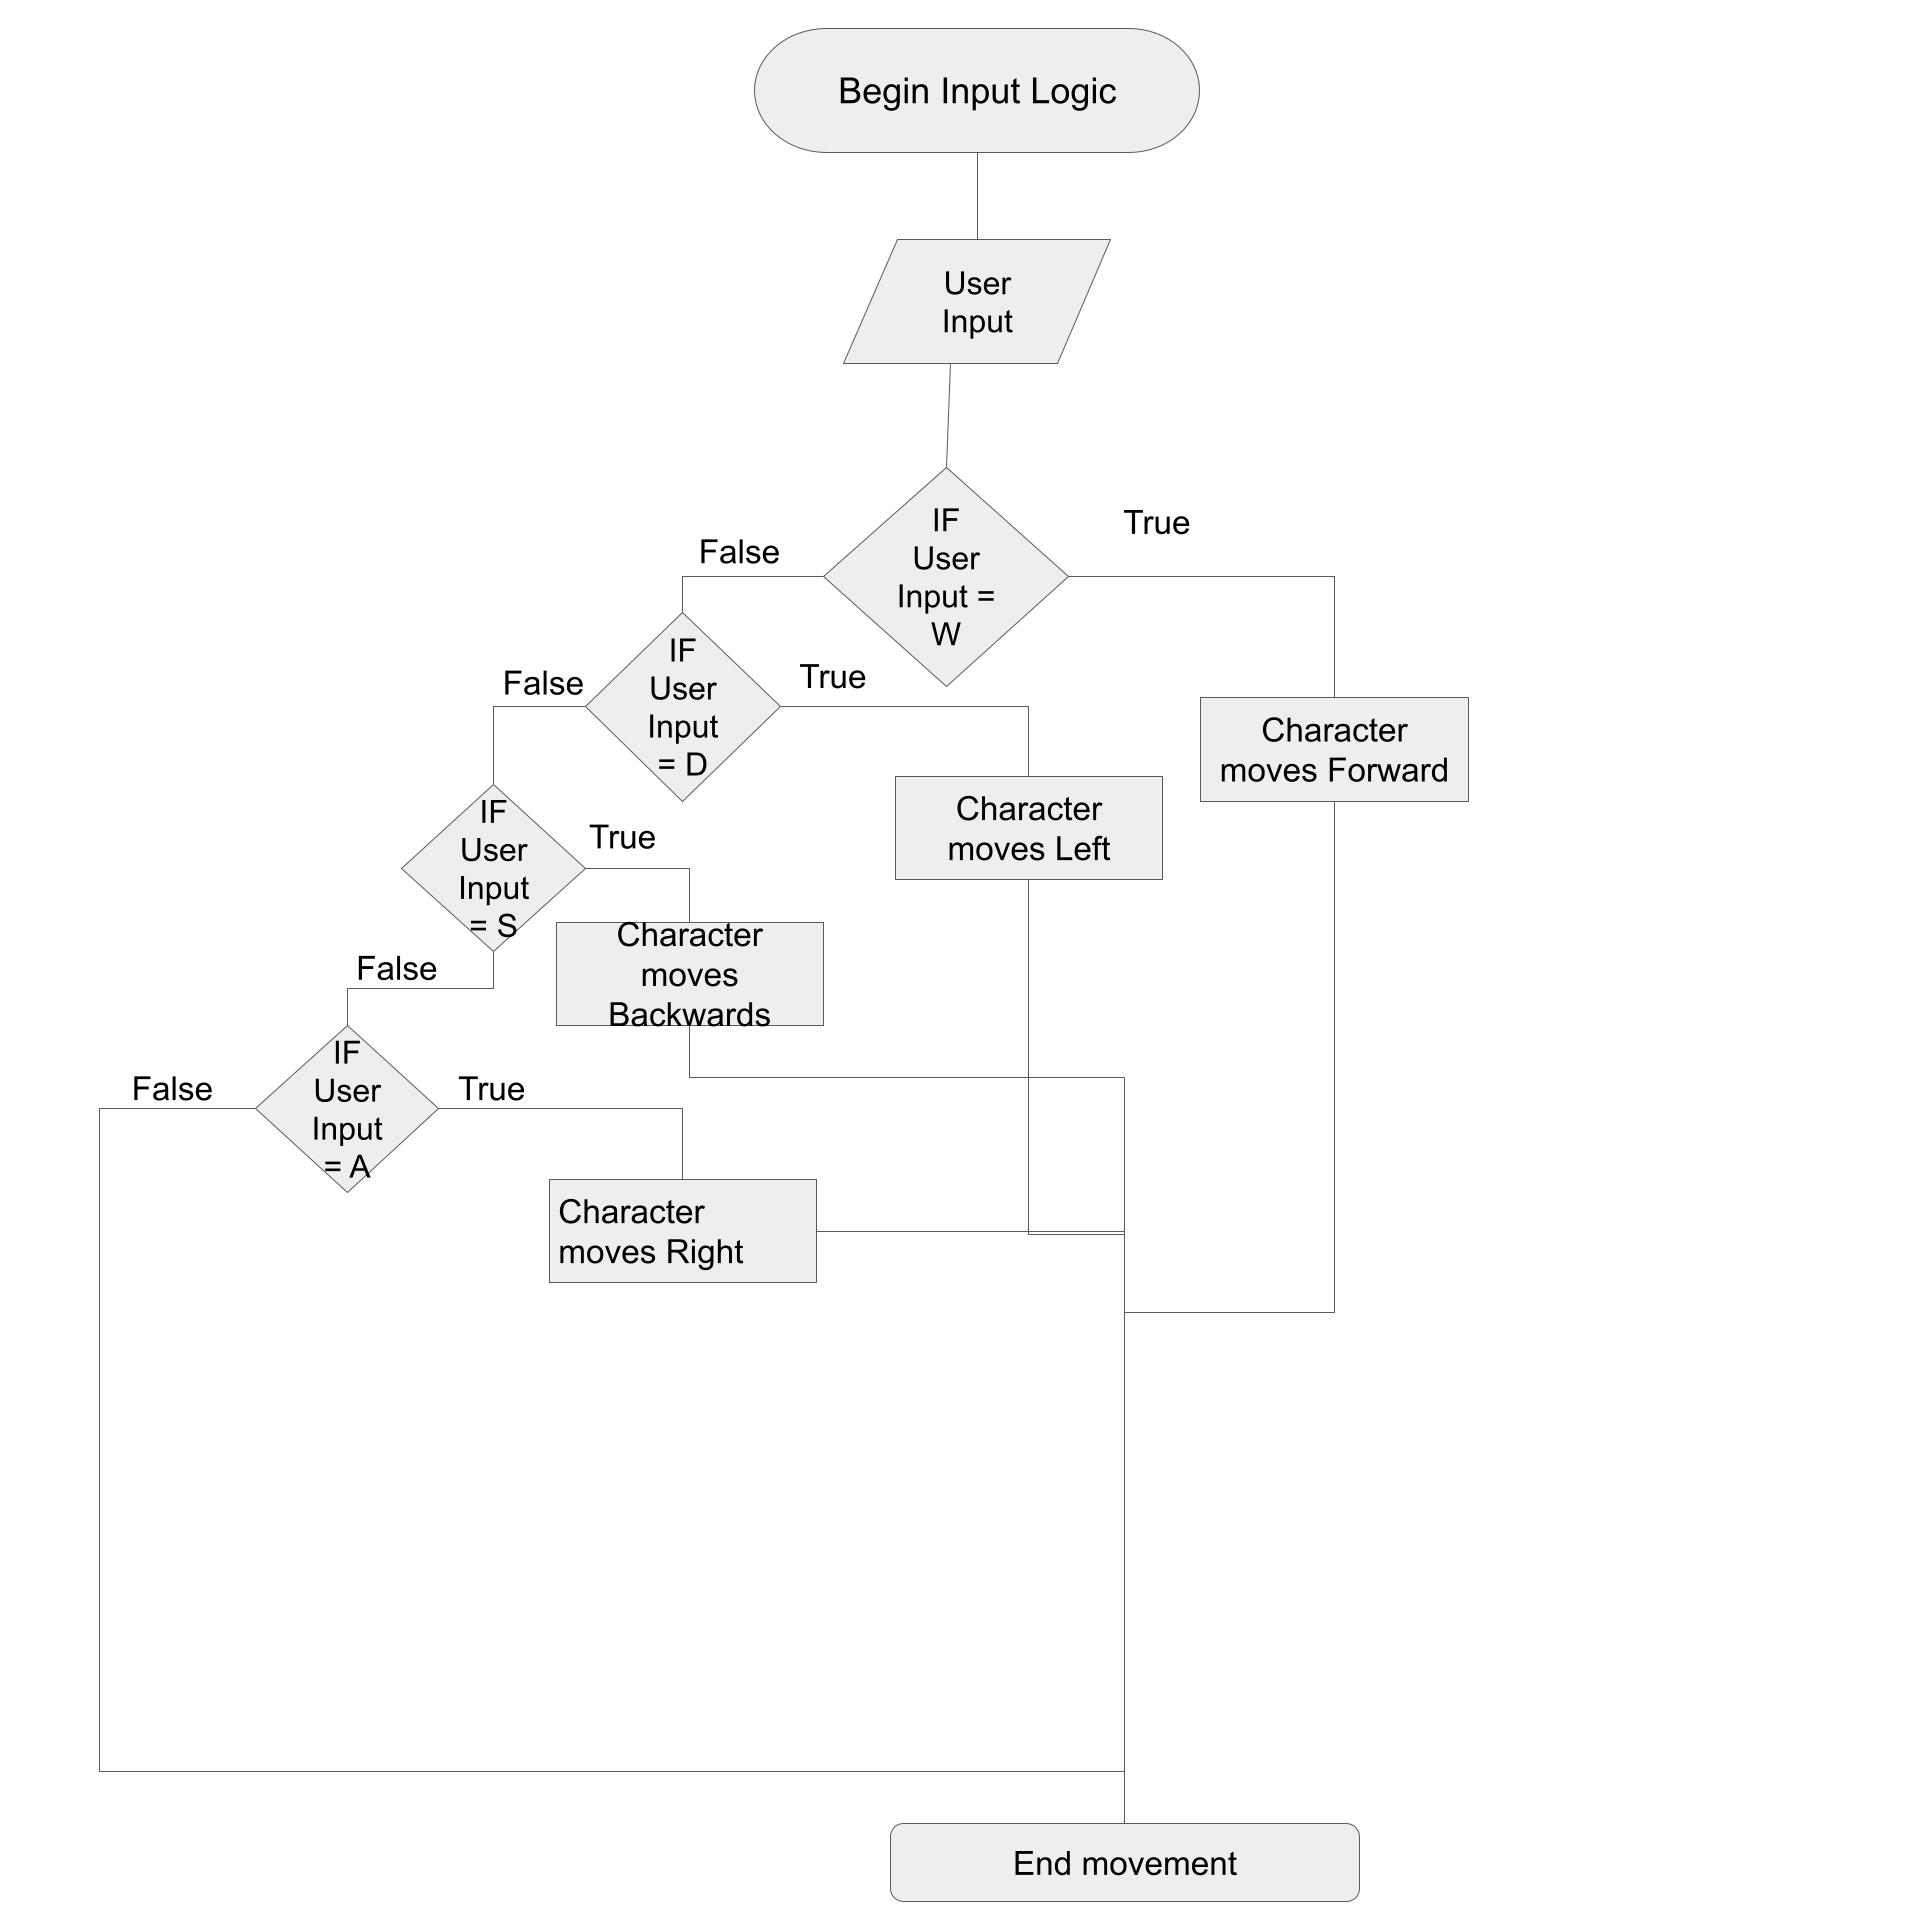 Begin Input Logic
User
Input
IF
User
Input =
W
True
False
IF
User
Input
= D
False
True
Character
moves Forward
Character
moves Left
IF
User
Input
= S
True
Character
moves
Backwards
False
IF
User
Input
= A
False
True
Character
moves Right
End movement